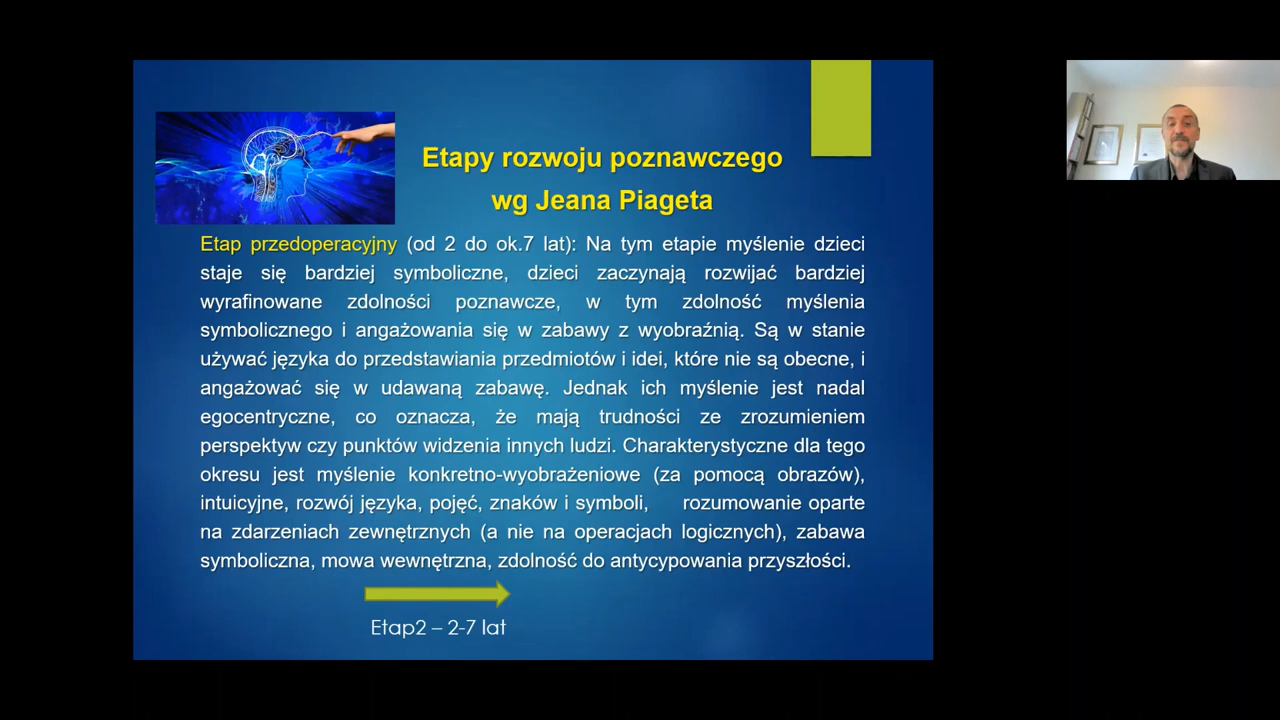 Etapy rozwoju poznawczego
wg Jeana Piageta
Etap przedoperacyjny (od 2 do ok.7 lat): Na tym etapie myślenie dzieci
staje się bardziej symboliczne, dzieci zaczynają rozwijać bardziej
wyrafinowane zdolności poznawcze, w tym zdolność myślenia
symbolicznego i angażowania się w zabawy z wyobraźnią. Są w stanie
używać języka do przedstawiania przedmiotów i idei, które nie są obecne, i
angażować się w udawaną zabawę. Jednak ich myślenie jest nadal
egocentryczne, co oznacza, że mają trudności ze zrozumieniem
perspektyw czy punktów widzenia innych ludzi. Charakterystyczne dla tego
okresu jest myślenie konkretno-wyobrażeniowe (za pomocą obrazów),
intuicyjne, rozwój języka, pojęć, znaków i symboli, rozumowanie oparte
na zdarzeniach zewnętrznych (a nie na operacjach logicznych), zabawa
symboliczna, mowa wewnętrzna, zdolność do antycypowania przyszłości.
Etap2 – 2-7 lat